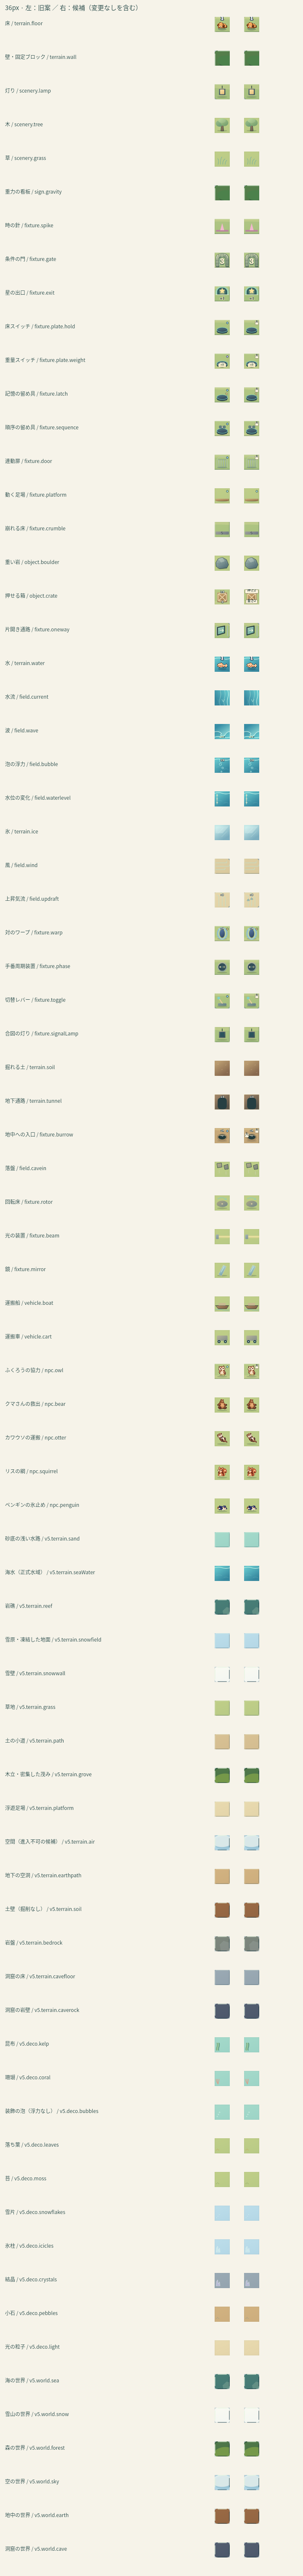 36px・左：旧案 ／ 右：候補（変更なしを含む）
床 / terrain.floor
壁・固定ブロック / terrain.wall
灯り / scenery.lamp
木 / scenery.tree
草 / scenery.grass
重力の看板 / sign.gravity
時の針 / fixture.spike
条件の門 / fixture.gate
星の出口 / fixture.exit
床スイッチ / fixture.plate.hold
重量スイッチ / fixture.plate.weight
記憶の留め具 / fixture.latch
順序の留め具 / fixture.sequence
連動扉 / fixture.door
動く足場 / fixture.platform
崩れる床 / fixture.crumble
重い岩 / object.boulder
押せる箱 / object.crate
片開き通路 / fixture.oneway
水 / terrain.water
水流 / field.current
波 / field.wave
泡の浮力 / field.bubble
水位の変化 / field.waterlevel
氷 / terrain.ice
風 / field.wind
上昇気流 / field.updraft
対のワープ / fixture.warp
手番周期装置 / fixture.phase
切替レバー / fixture.toggle
合図の灯り / fixture.signalLamp
掘れる土 / terrain.soil
地下通路 / terrain.tunnel
地中への入口 / fixture.burrow
落盤 / field.cavein
回転床 / fixture.rotor
光の装置 / fixture.beam
鏡 / fixture.mirror
運搬船 / vehicle.boat
運搬車 / vehicle.cart
ふくろうの協力 / npc.owl
クマさんの救出 / npc.bear
カワウソの運搬 / npc.otter
リスの綱 / npc.squirrel
ペンギンの氷止め / npc.penguin
砂底の浅い水路 / v5.terrain.sand
海水（正式水域） / v5.terrain.seaWater
岩礁 / v5.terrain.reef
雪原・凍結した地面 / v5.terrain.snowfield
雪壁 / v5.terrain.snowwall
草地 / v5.terrain.grass
土の小道 / v5.terrain.path
木立・密集した茂み / v5.terrain.grove
浮遊足場 / v5.terrain.platform
空間（進入不可の候補） / v5.terrain.air
地下の空洞 / v5.terrain.earthpath
土壁（掘削なし） / v5.terrain.soil
岩盤 / v5.terrain.bedrock
洞窟の床 / v5.terrain.cavefloor
洞窟の岩壁 / v5.terrain.caverock
昆布 / v5.deco.kelp
珊瑚 / v5.deco.coral
装飾の泡（浮力なし） / v5.deco.bubbles
落ち葉 / v5.deco.leaves
苔 / v5.deco.moss
雪片 / v5.deco.snowflakes
氷柱 / v5.deco.icicles
結晶 / v5.deco.crystals
小石 / v5.deco.pebbles
光の粒子 / v5.deco.light
海の世界 / v5.world.sea
雪山の世界 / v5.world.snow
森の世界 / v5.world.forest
空の世界 / v5.world.sky
地中の世界 / v5.world.earth
洞窟の世界 / v5.world.cave